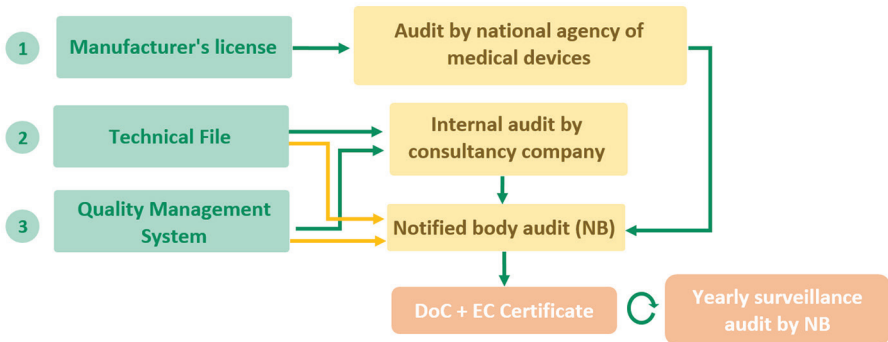 1
Manufacturer's license
Audit by national agency of
medical devices
2
Technical File
Internal audit by
consultancy company
3
Quality Management
System
Notified body audit (NB)
DoC + EC Certificate
Yearly surveillance
audit by NB